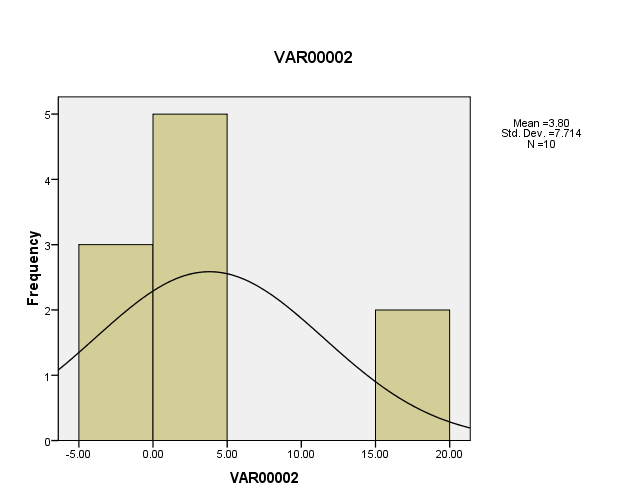 VAR00002
Mean =3.80
Std. Dev. =7.714
N =10
Frequency
5
4
3
2
1
0
-5.00 0.00 5.00 10.00 15.00 20.00
VAR00002